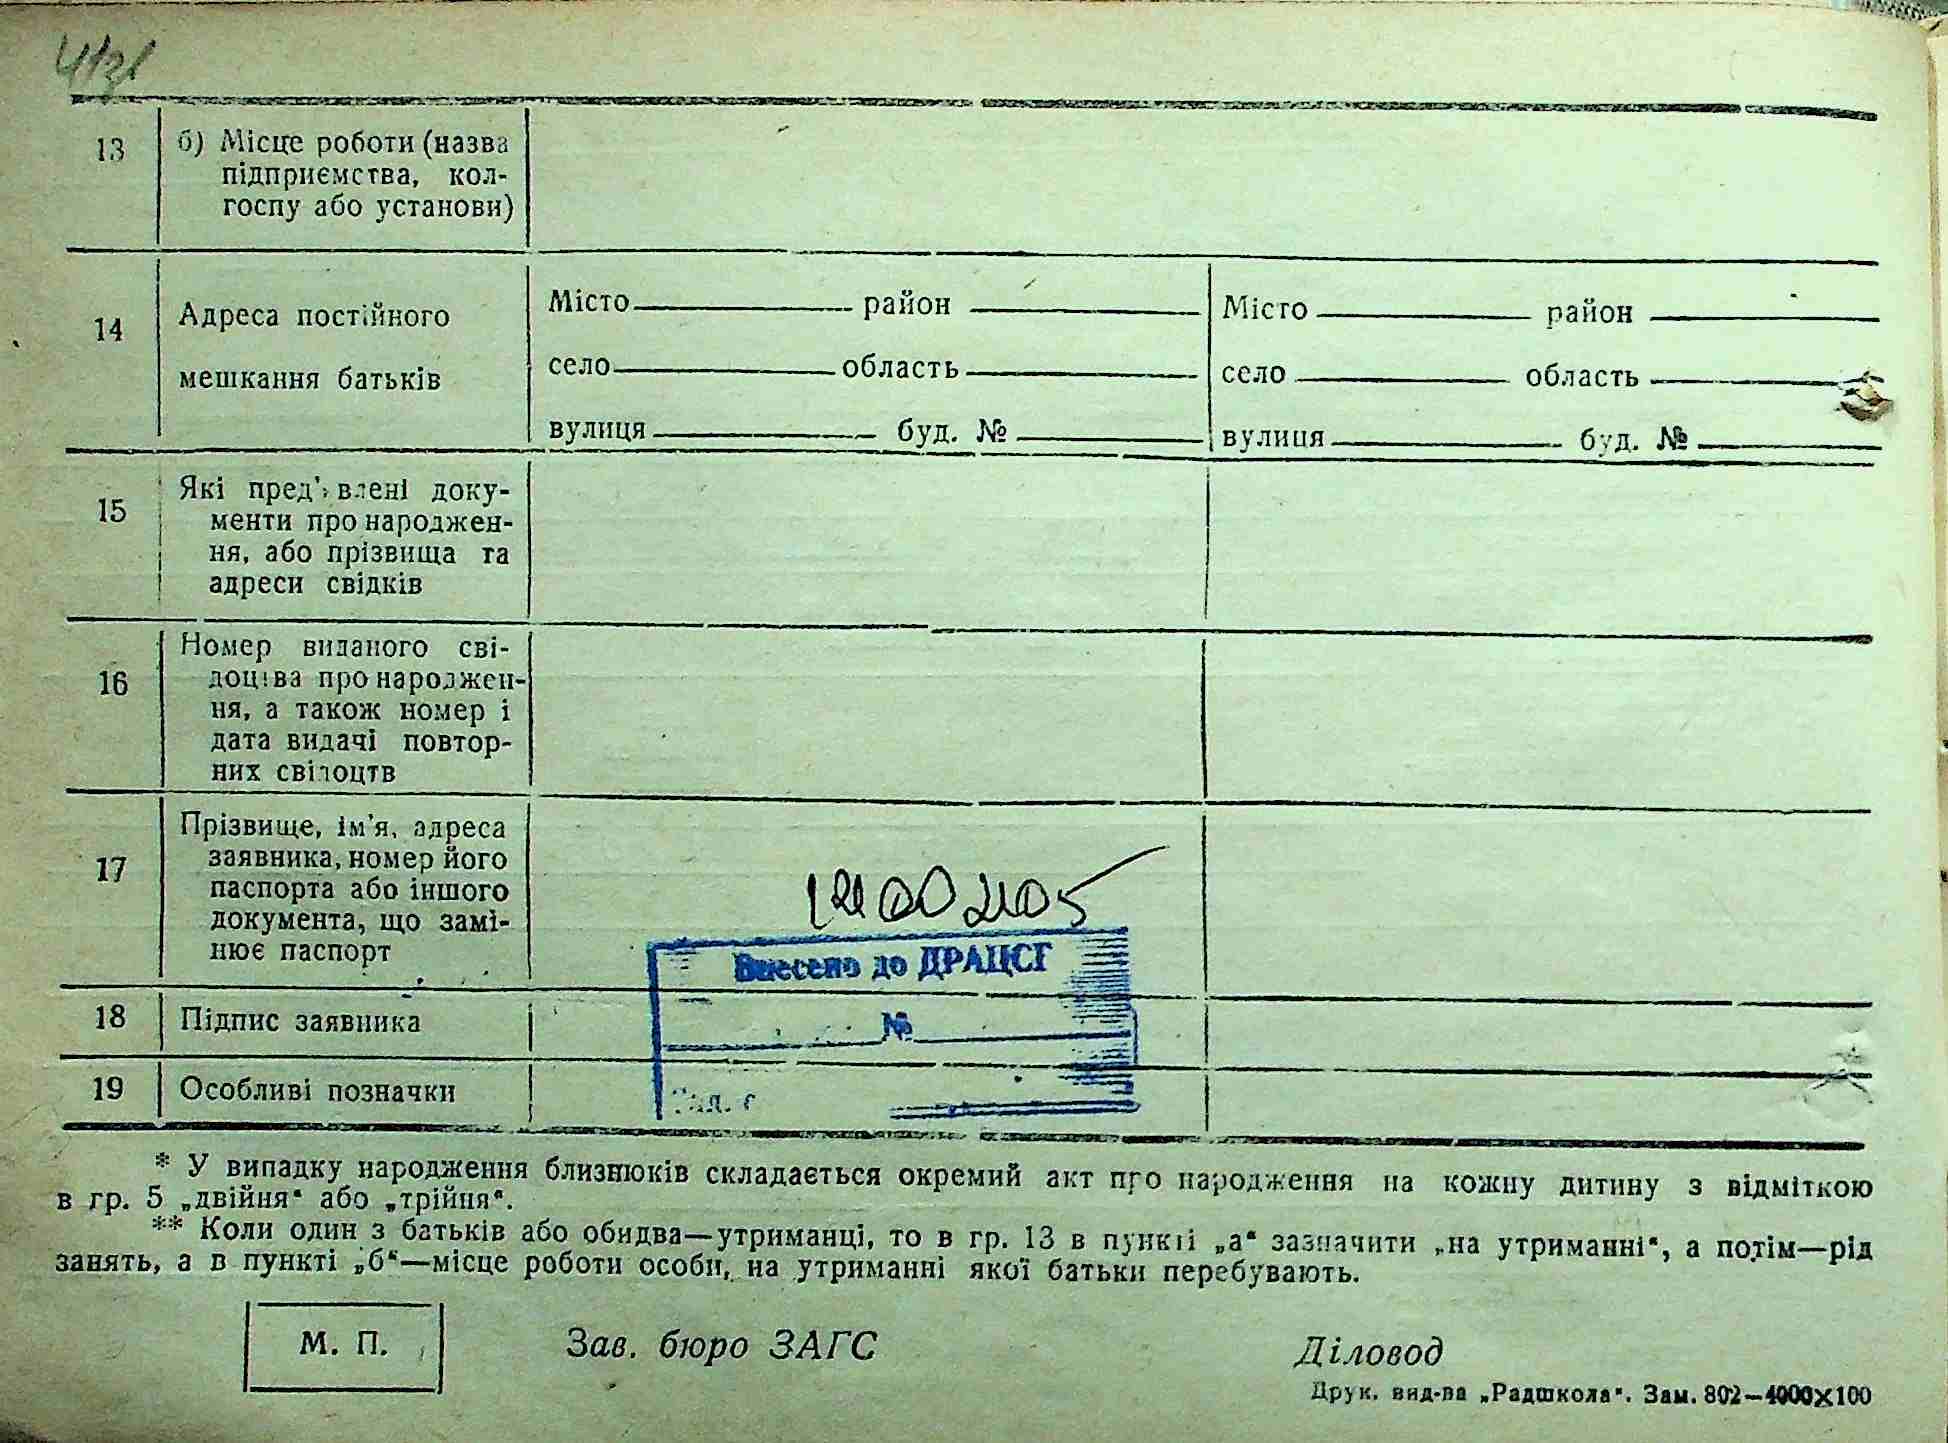 13
б) Місце роботи (назва
підприємства, кол-
госпу або установи)
14
Адреса постійного
мешкання батьків
Місто район
село область
вулиця буд. №
Місто район
село область
вулиця буд. №
15
Які пред'явлені доку-
менти про народжен-
ня, або прізвища та
адреси свідків
16
Номер виданого сві-
доцтва про народжен-
ня, а також номер і
дата видачі повтор-
них свідоцтв
17
Прізвище, ім'я, адреса
заявника, номер його
паспорта або іншого
документа, що замі-
нює паспорт
Внесено до ДРАЦСГ
№
18
Підпис заявника
19
Особливі позначки
* У випадку народження близнюків складається окремий акт про народження на кожну дитину з відміткою
в гр. 5 „двійня“ або „трійня“.
** Коли один з батьків або обидва—утриманці, то в гр. 13 в пункті „а“ зазначити „на утриманні“, а потім—рід
занять, а в пункті „б“—місце роботи особи, на утриманні якої батьки перебувають.
М. П.
Зав. бюро ЗАГС
Діловод
Друк. вид-ва „Радшкола“. Зам. 802—4000×100